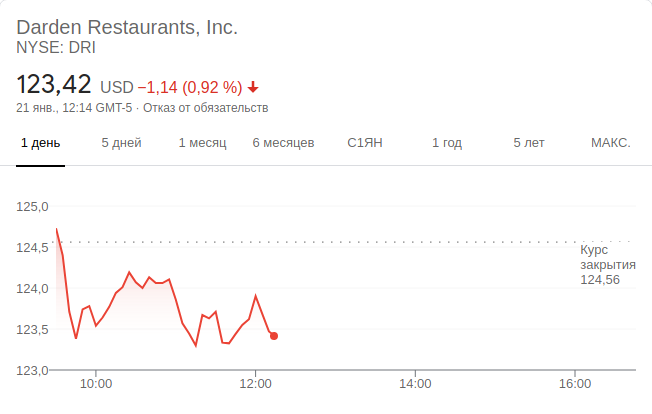 Darden Restaurants, Inc.
NYSE: DRI
123,42 USD −1,14 (0,92 %)
21 янв., 12:14 GMT-5 · Отказ от обязательств
1 день 5 дней 1 месяц 6 месяцев С1ЯН 1 год 5 лет МАКС.
125,0
124,5
Курс
закрытия
124,56
124,0
123,5
123,0
10:00 12:00 14:00 16:00